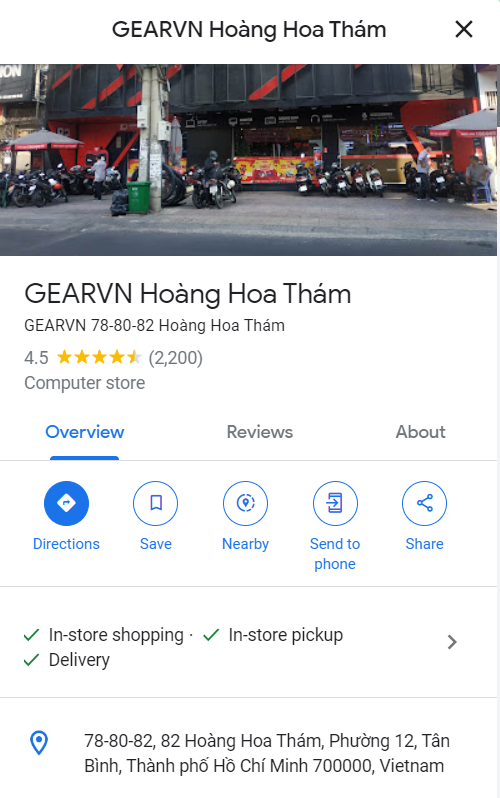 GEARVN Hoàng Hoa Thám
GEARVN Hoàng Hoa Thám
GEARVN 78-80-82 Hoàng Hoa Thám
4.5 (2,200)
Computer store
Overview Reviews About
Directions Save Nearby Send to Share
phone
In-store shopping · In-store pickup
Delivery
78-80-82, 82 Hoàng Hoa Thám, Phường 12, Tân
Bình, Thành phố Hồ Chí Minh 700000, Vietnam